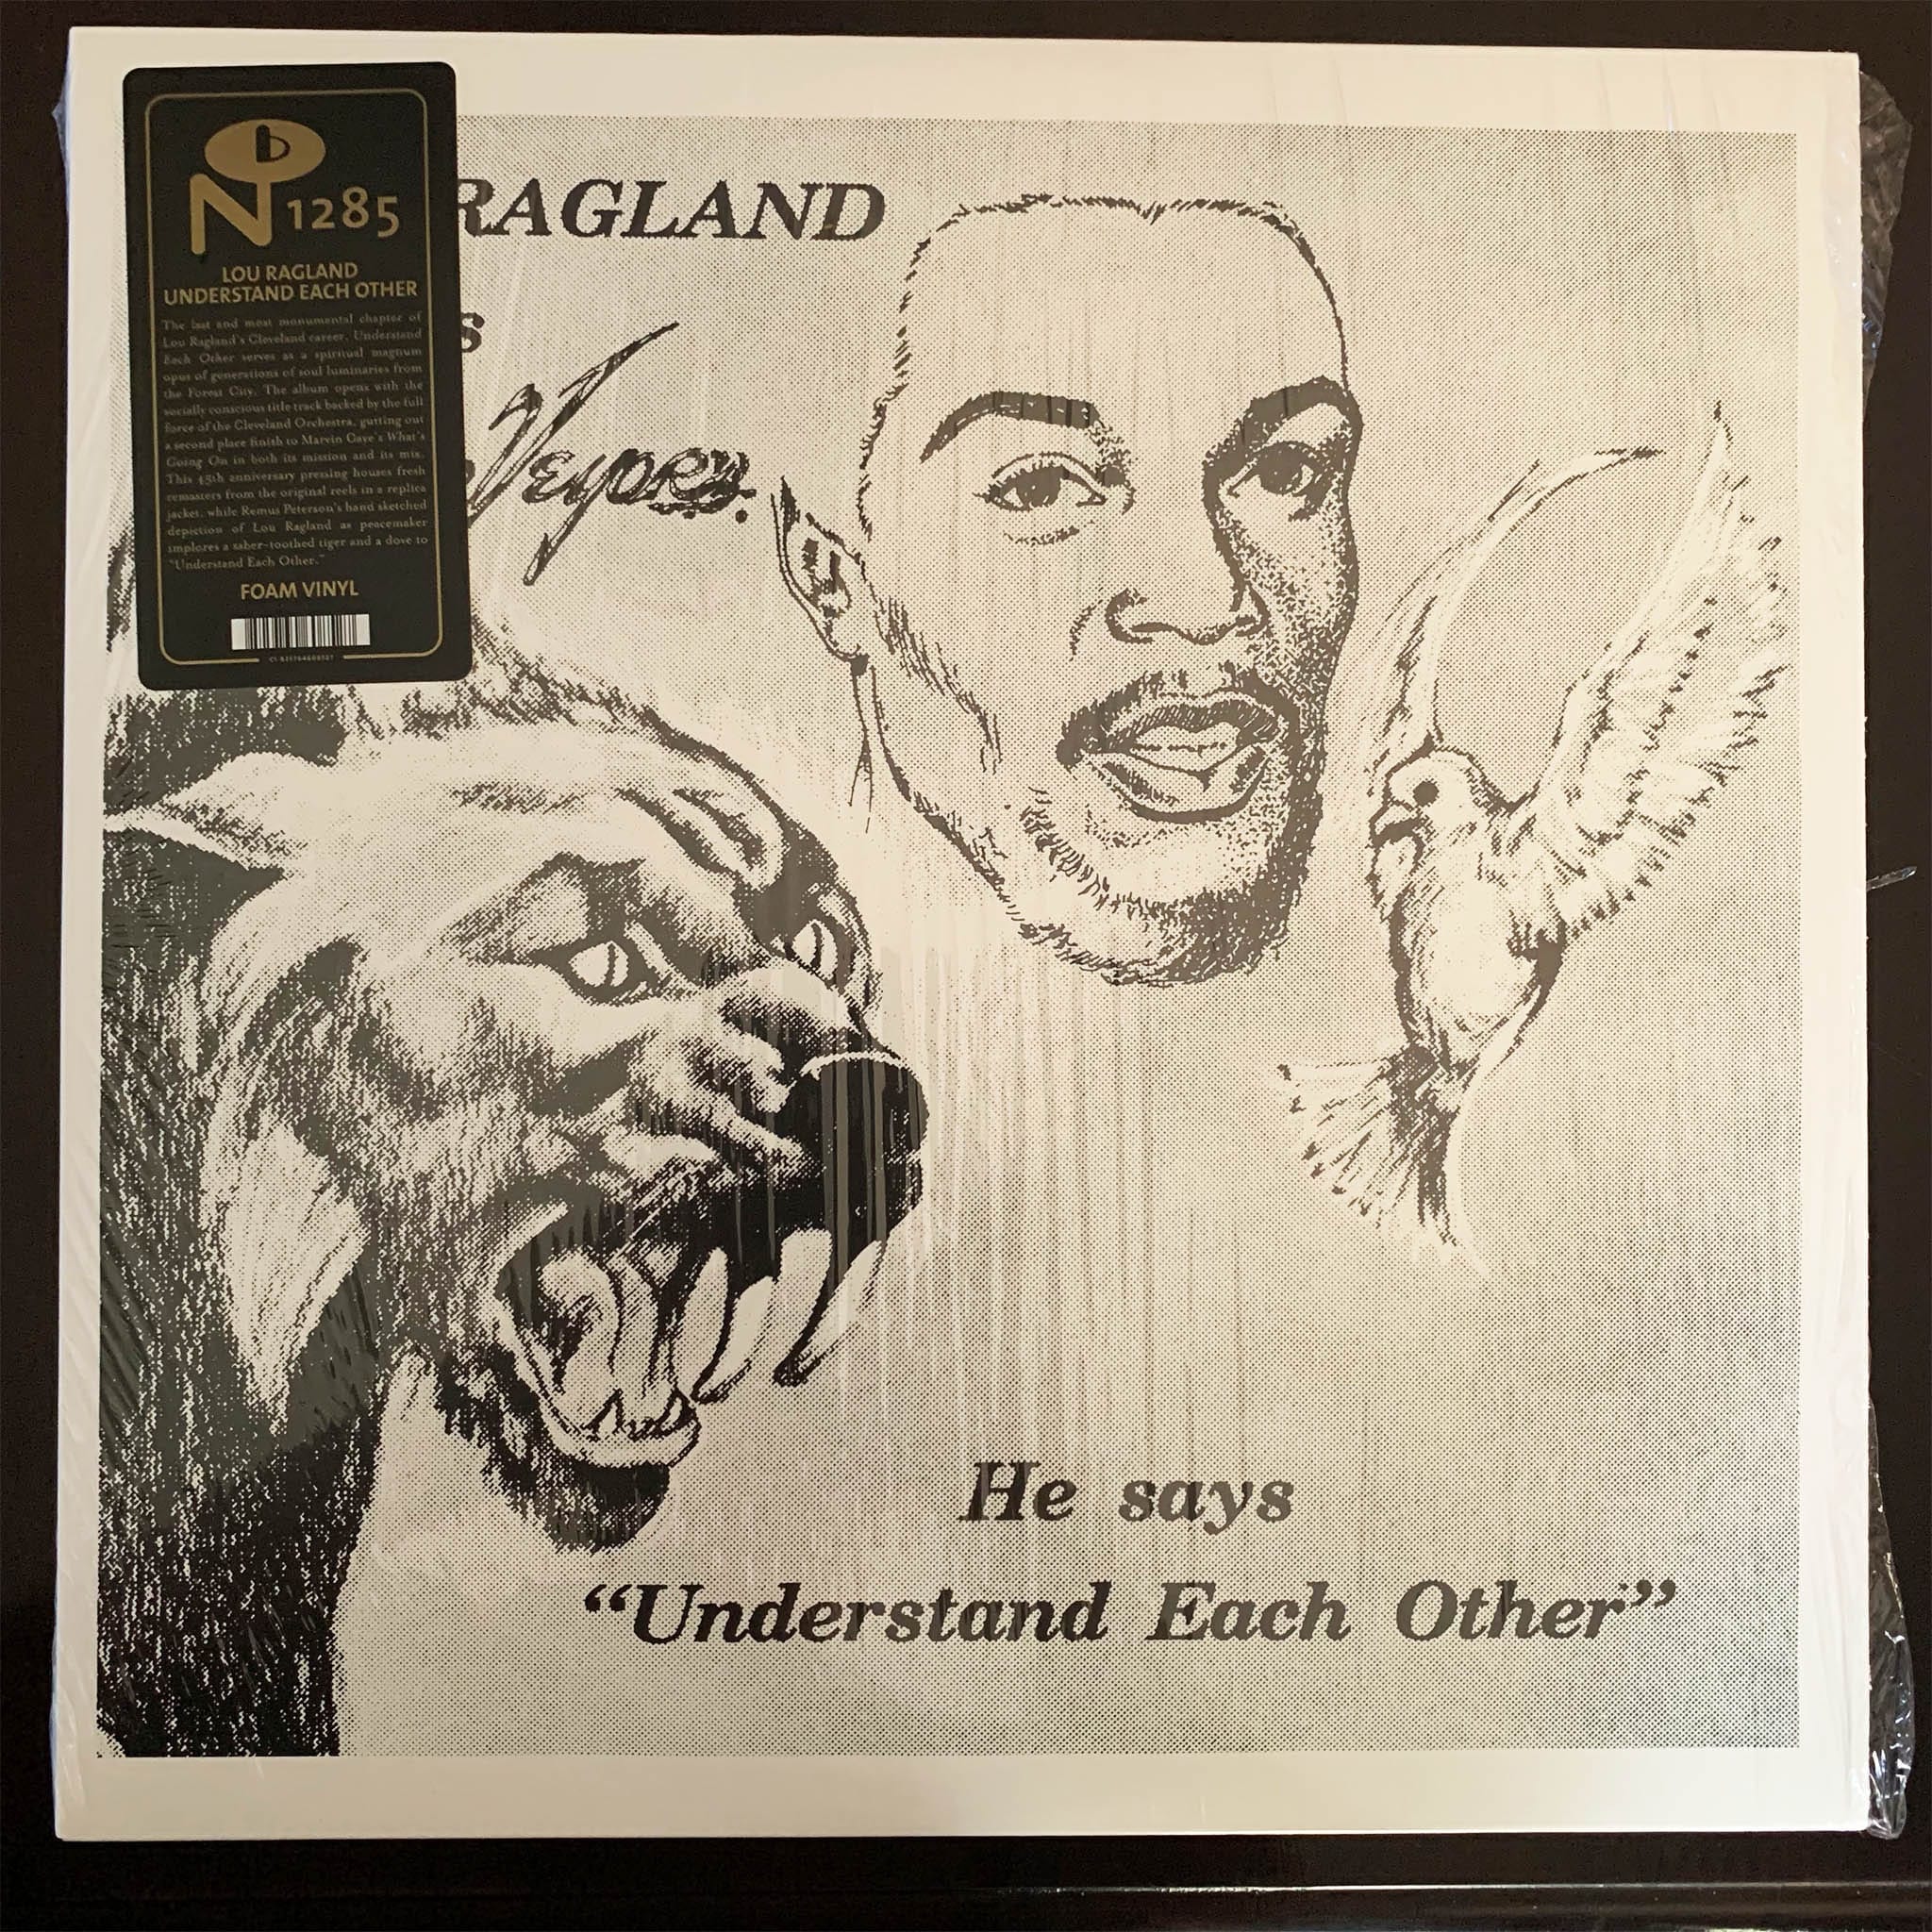 N 1285
LOU RAGLAND
UNDERSTAND EACH OTHER
The last and most monumental chapter of
Lou Ragland's Cleveland career, Understand
Each Other serves as a spiritual magnum
opus of generations of soul luminaries from
the Forest City. The album opens with the
socially conscious title track backed by the full
force of the Cleveland Orchestra, gutting out
a second place finish to Marvin Gaye's What's
Going On in both its mission and its mix.
This 45th anniversary pressing houses fresh
remasters from the original reels in a replica
jacket, while Remus Peterson's hand sketched
depiction of Lou Ragland as peacemaker
implores a saber-toothed tiger and a dove to
"Understand Each Other."
FOAM VINYL
RAGLAND
S
VEYORY.
He says
“Understand Each Other”